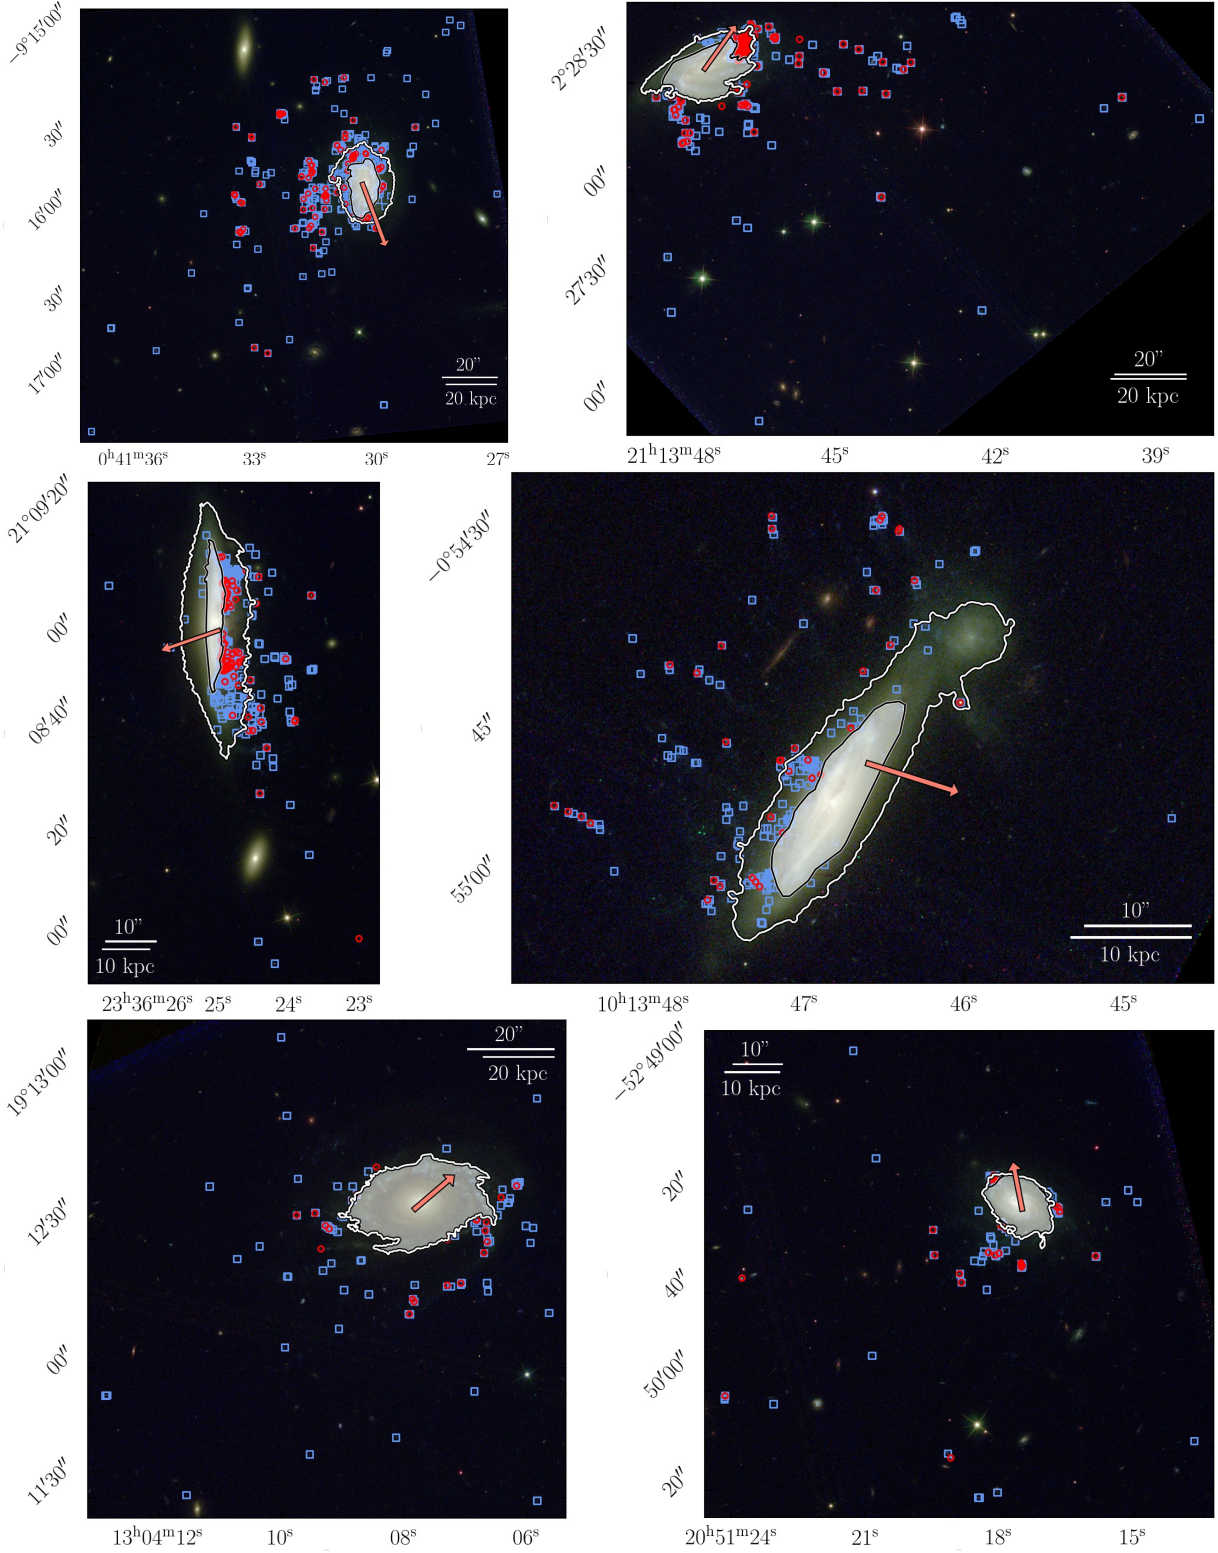 −9°15′00″
30″
16′00″
30″
17′00″
20"
20 kpc
0ʰ41ᵐ36ˢ 33ˢ 30ˢ 27ˢ
2°28′30″
00″
27′30″
00″
20"
20 kpc
21ʰ13ᵐ48ˢ 45ˢ 42ˢ 39ˢ
21°09′20″
00″
08′40″
20″
00″
10"
10 kpc
23ʰ36ᵐ26ˢ 25ˢ 24ˢ 23ˢ
−0°54′30″
45″
55′00″
10"
10 kpc
10ʰ13ᵐ48ˢ 47ˢ 46ˢ 45ˢ
19°13′00″
12′30″
00″
11′30″
20"
20 kpc
13ʰ04ᵐ12ˢ 10ˢ 08ˢ 06ˢ
−52°49′00″
20″
40″
50′00″
20″
10"
10 kpc
20ʰ51ᵐ24ˢ 21ˢ 18ˢ 15ˢ